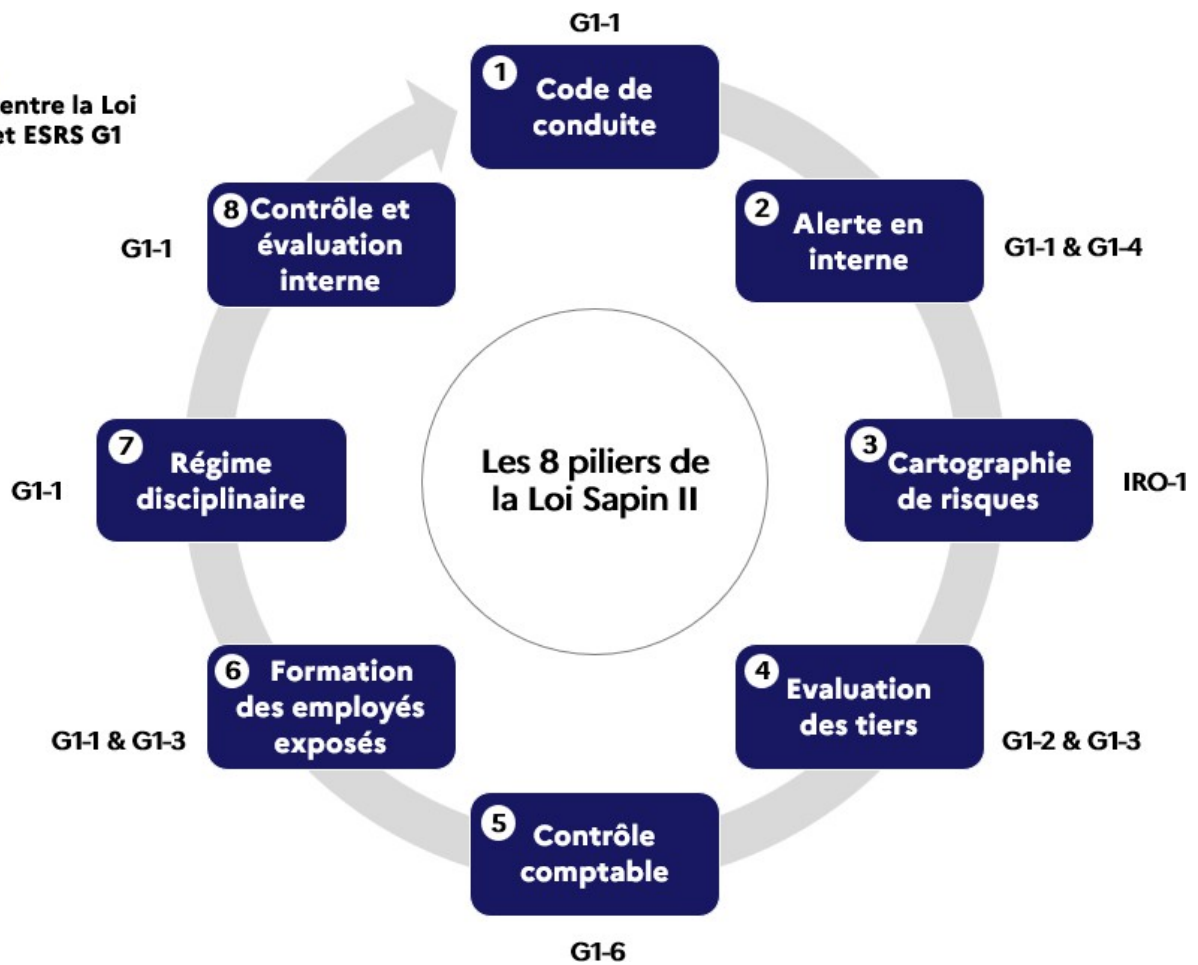 entre la Loi
et ESRS G1
G1-1
1
Code de
conduite
2
Alerte en
interne
G1-1 & G1-4
3
Cartographie
de risques
IRO-1
4
Evaluation
des tiers
G1-2 & G1-3
5
Contrôle
comptable
G1-6
6
Formation
des employés
exposés
G1-1 & G1-3
7
Régime
disciplinaire
G1-1
8
Contrôle et
évaluation
interne
G1-1
Les 8 piliers de
la Loi Sapin II